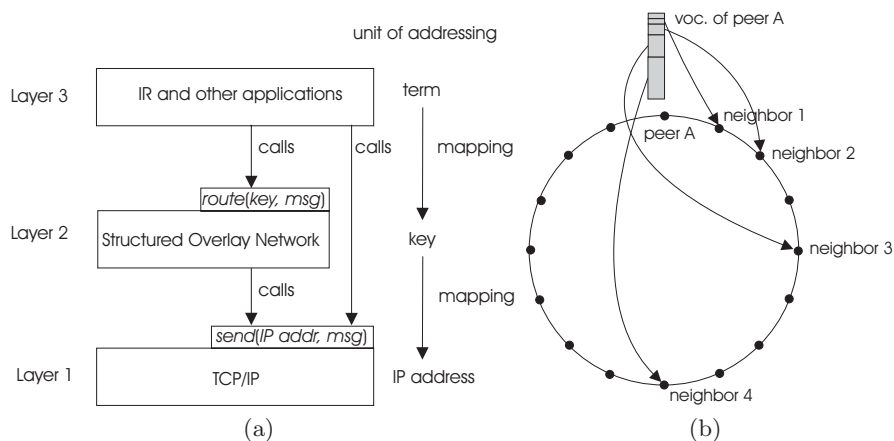 unit of addressing
Layer 3
IR and other applications
term
calls
calls
mapping
route(key, msg)
Layer 2
Structured Overlay Network
key
calls
mapping
send(IP addr, msg)
Layer 1
TCP/IP
IP address
(a)
voc. of peer A
peer A
neighbor 1
neighbor 2
neighbor 3
neighbor 4
(b)